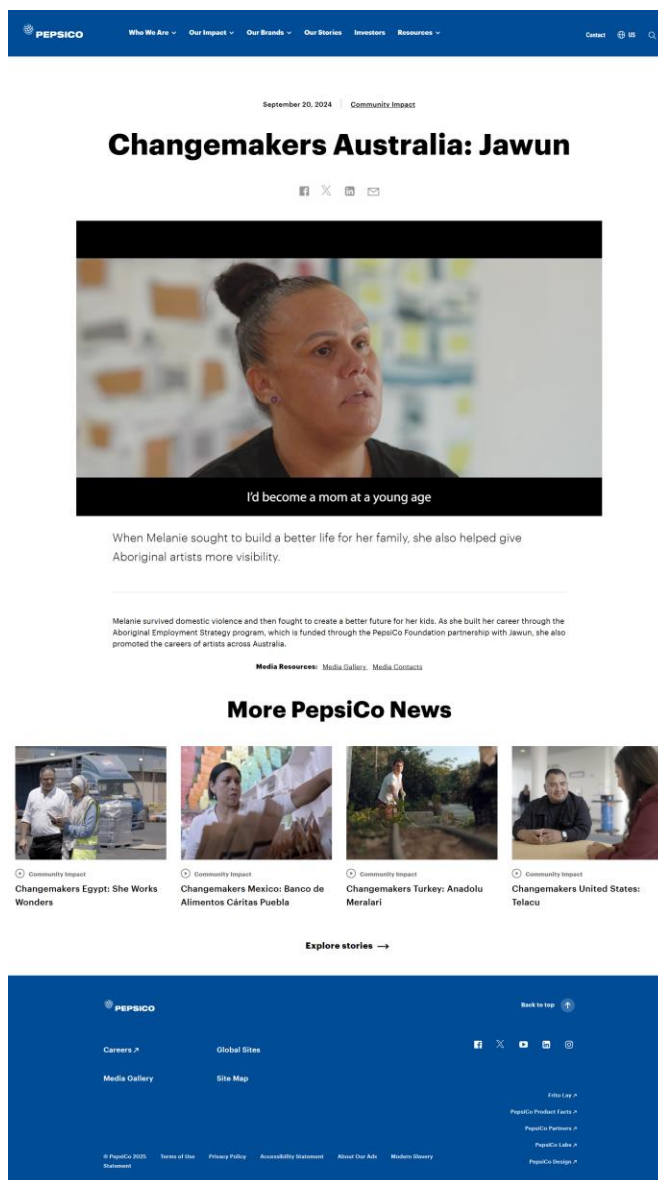 PEPSICO
Who We Are Our Impact Our Brands Our Stories Investors Resources
Contact US
September 20, 2024 Community Impact
Changemakers Australia: Jawun
I'd become a mom at a young age
When Melanie sought to build a better life for her family, she also helped give
Aboriginal artists more visibility.
Melanie survived domestic violence and then fought to create a better future for her kids. As she built her career through the
Aboriginal Employment Strategy program, which is funded through the PepsiCo Foundation partnership with Jawun, she also
promoted the careers of artists across Australia.
Media Resources: Media Gallery Media Contacts
More PepsiCo News
Community Impact
Changemakers Egypt: She Works
Wonders
Community Impact
Changemakers Mexico: Banco de
Alimentos Cáritas Puebla
Community Impact
Changemakers Turkey: Anadolu
Meralari
Community Impact
Changemakers United States:
Telacu
Explore stories →
PEPSICO
Back to top
Careers ↗ Global Sites
Media Gallery Site Map
Frito Lay ↗
PepsiCo Product Facts ↗
PepsiCo Partners ↗
PepsiCo Labs ↗
PepsiCo Design ↗
© PepsiCo 2025 Terms of Use Privacy Policy Accessibility Statement About Our Ads Modern Slavery
Statement